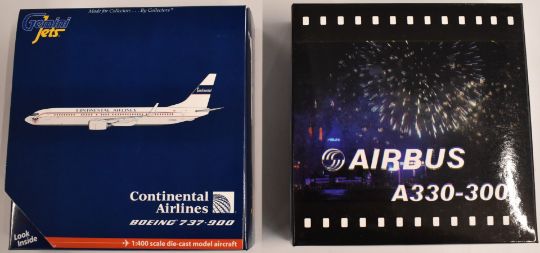 Gemini
Jets
Made for Collectors . . . By Collectors
CONTINENTAL AIRLINES
Continental
Continental
Airlines
BOEING 737-900
Look
Inside
1:400 scale die-cast model aircraft
AIRBUS
A330-300